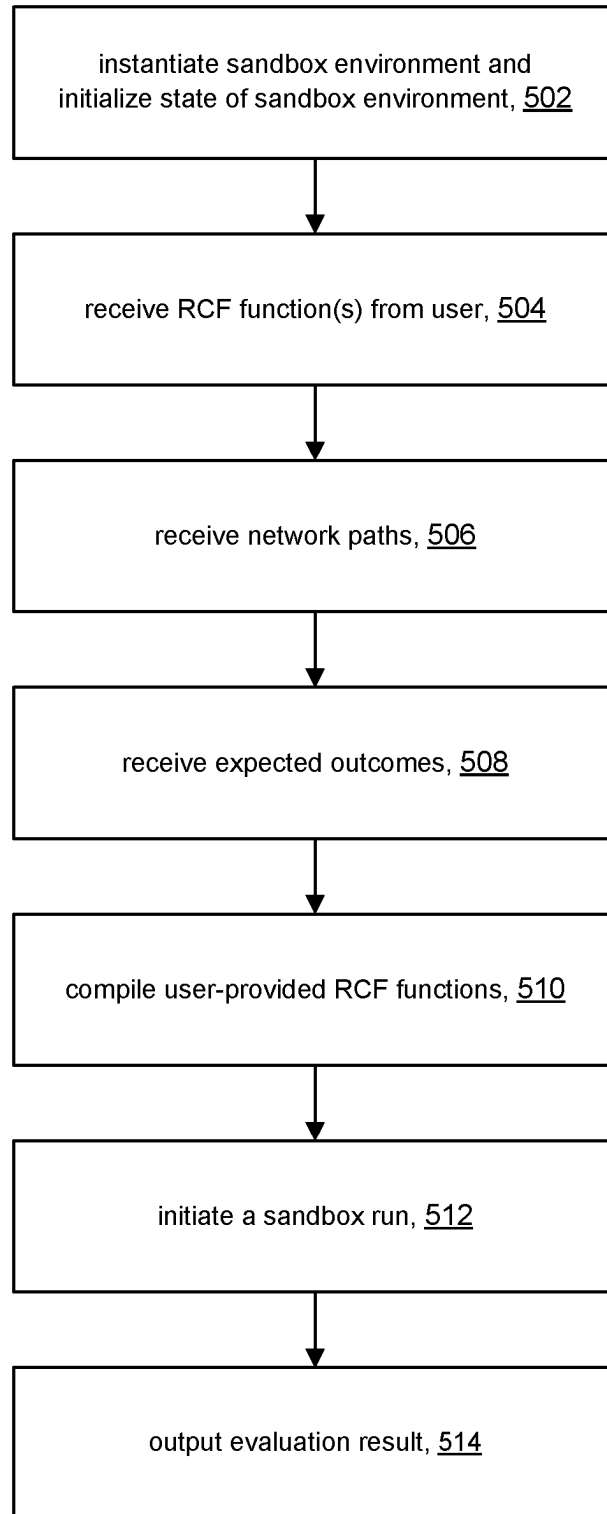 instantiate sandbox environment and
initialize state of sandbox environment, 502
receive RCF function(s) from user, 504
receive network paths, 506
receive expected outcomes, 508
compile user-provided RCF functions, 510
initiate a sandbox run, 512
output evaluation result, 514